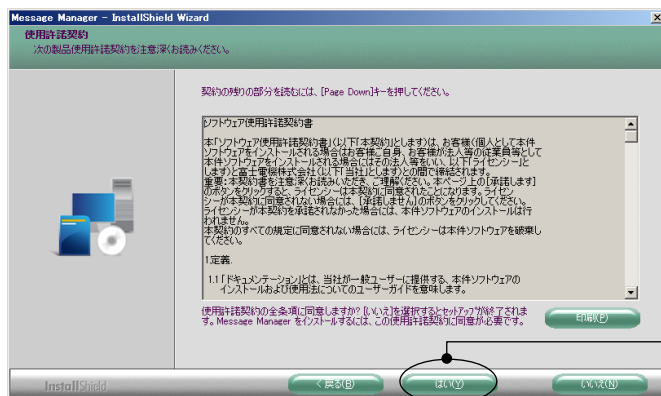 Message Manager - InstallShield Wizard
使用許諾契約
次の製品使用許諾契約を注意深くお読みください。
契約の残りの部分を読むには、[Page Down]キーを押してください。
ソフトウェア使用許諾契約書
本「ソフトウェア使用許諾契約書」(以下「本契約」とします)は、お客様(個人として本件
ソフトウェアをインストールされる場合はお客様ご自身、お客様が法人等の従業員等として
本件ソフトウェアをインストールされる場合にはその法人等をいい、以下「ライセンシー」と
します)と富士電機株式会社(以下「当社」とします)との間で締結されます。
重要:本契約書を注意深くお読みいただき、ご理解ください。本ページ上の[承諾します]
のボタンをクリックすると、ライセンシーは本契約に同意されたことになります。ライセン
シーが本契約に同意されない場合には、[承諾しません]のボタンをクリックしてください。
ライセンシーが本契約を承諾されなかった場合には、本件ソフトウェアのインストールは行
われません。
本契約のすべての規定に同意されない場合には、ライセンシーは本件ソフトウェアを破棄し
てください。
1.定義
1.1「ドキュメンテーション」とは、当社が一般ユーザーに提供する、本件ソフトウェアの
インストールおよび使用法についてのユーザーガイドを意味します。
使用許諾契約の全条項に同意しますか? [いいえ]を選択するとセットアップが終了されま
す。Message Manager をインストールするには、この使用許諾契約に同意が必要です。
印刷(P)
InstallShield
< 戻る(B)
はい(Y)
いいえ(N)